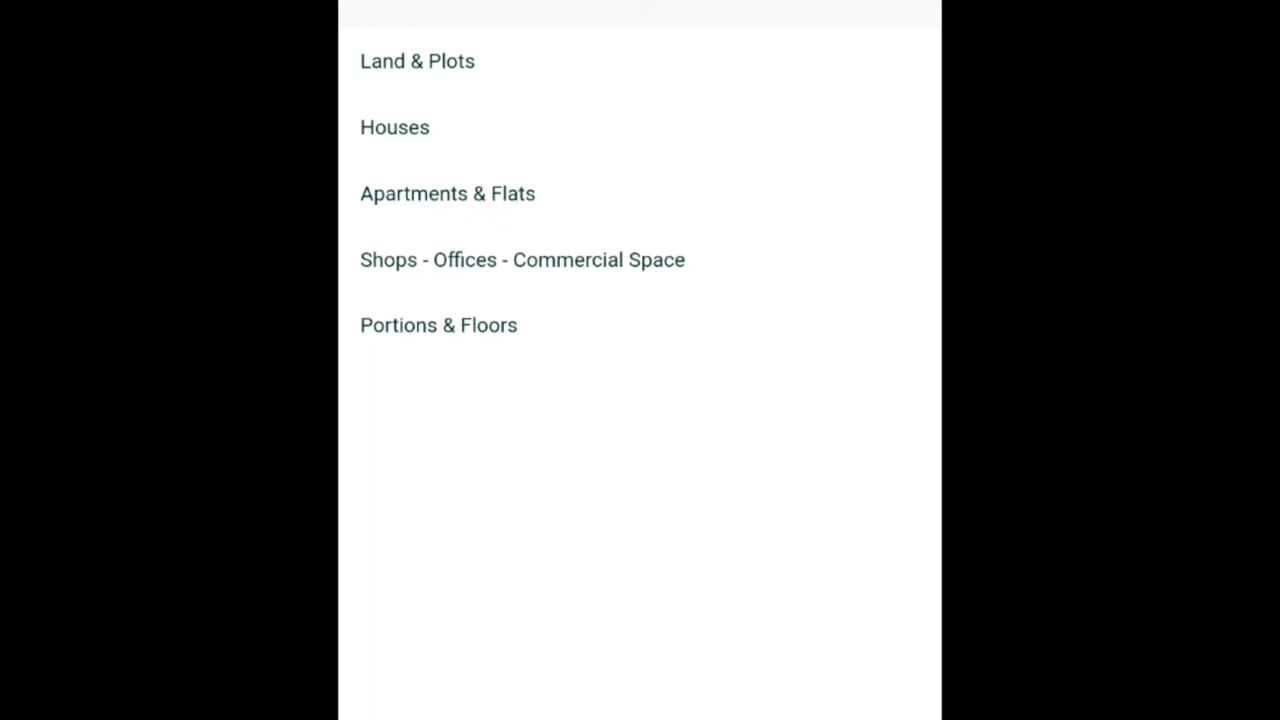 Land & Plots
Houses
Apartments & Flats
Shops - Offices - Commercial Space
Portions & Floors